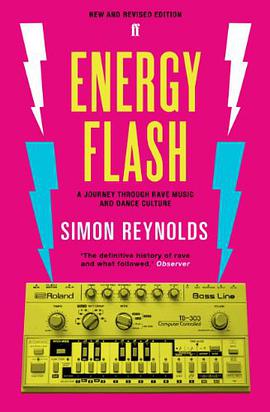 NEW AND REVISED EDITION
ff
ENERGY
FLASH
A JOURNEY THROUGH RAVE MUSIC
AND DANCE CULTURE
SIMON REYNOLDS
'The definitive history of rave
and what followed.' Observer
Roland
Bass Line
TB-303
Computer Controlled